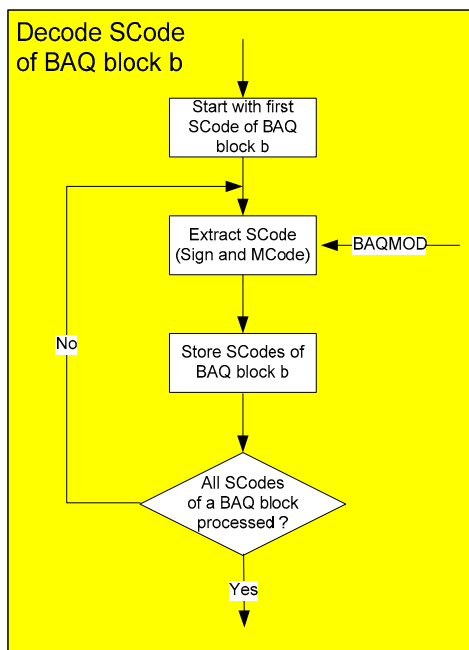 Decode SCode
of BAQ block b
Start with first
SCode of BAQ
block b
Extract SCode
(Sign and MCode)
BAQMOD
Store SCodes of
BAQ block b
No
All SCodes
of a BAQ block
processed ?
Yes